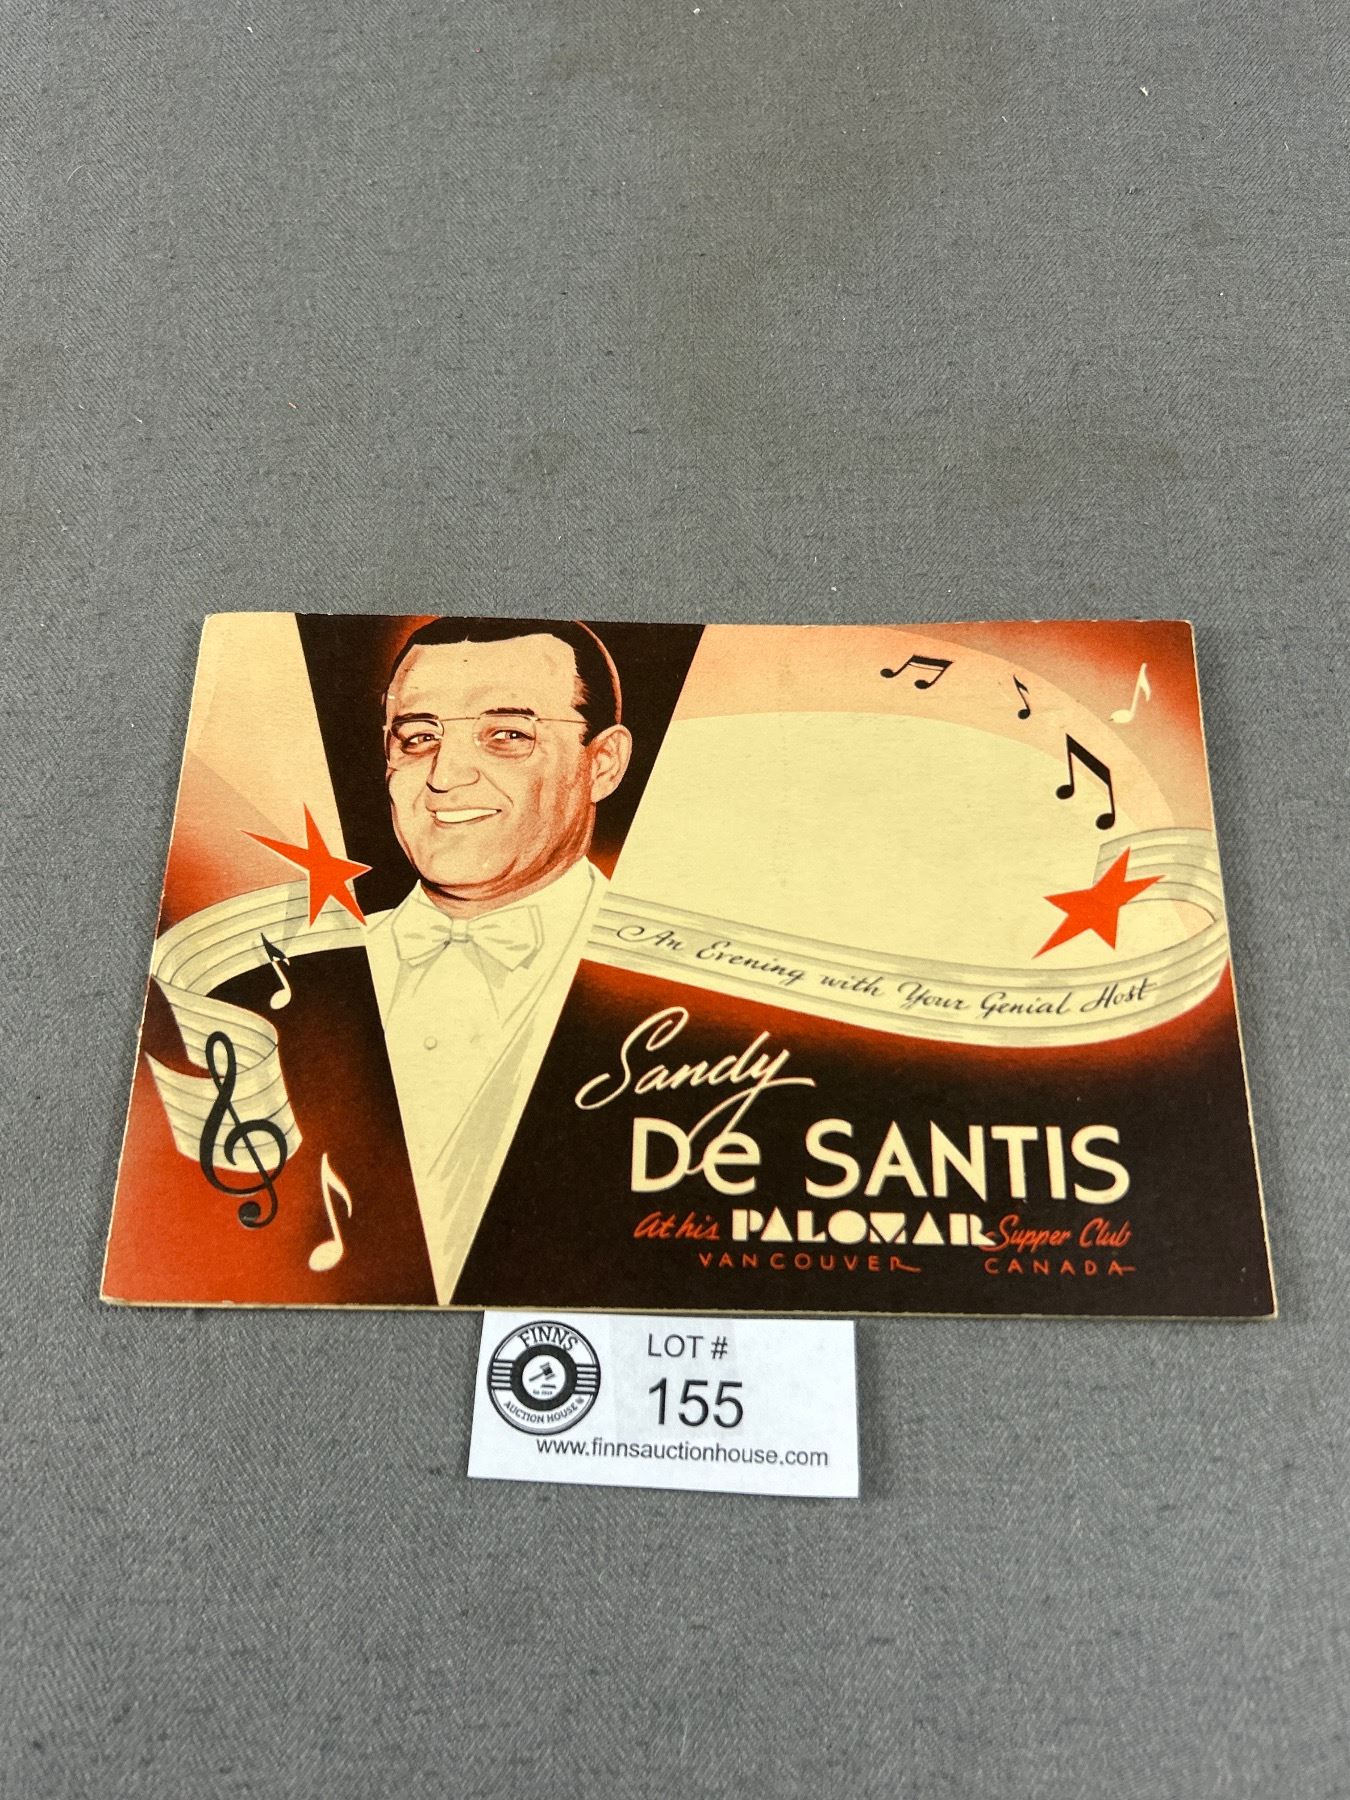 An Evening with Your Genial Host
Sandy
De SANTIS
At his PALOMAR Supper Club
VANCOUVER CANADA
FINNS
AUCTION HOUSE
LOT #
155
www.finnsauctionhouse.com